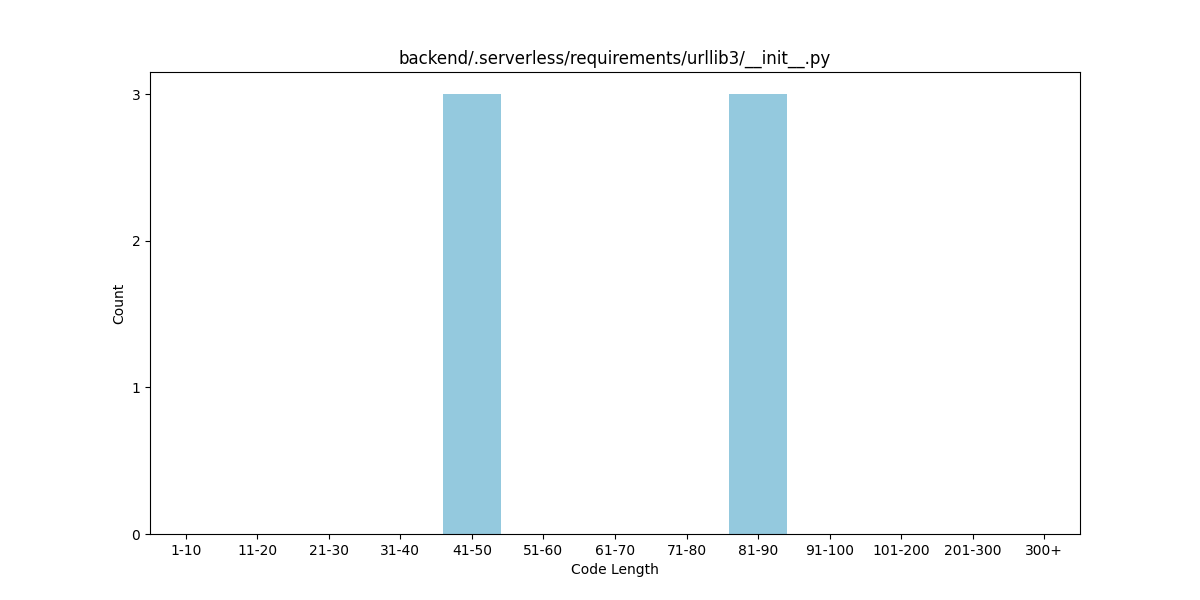 backend/.serverless/requirements/urllib3/__init__.py
Count
3
2
1
0
1-10 11-20 21-30 31-40 41-50 51-60 61-70 71-80 81-90 91-100 101-200 201-300 300+
Code Length